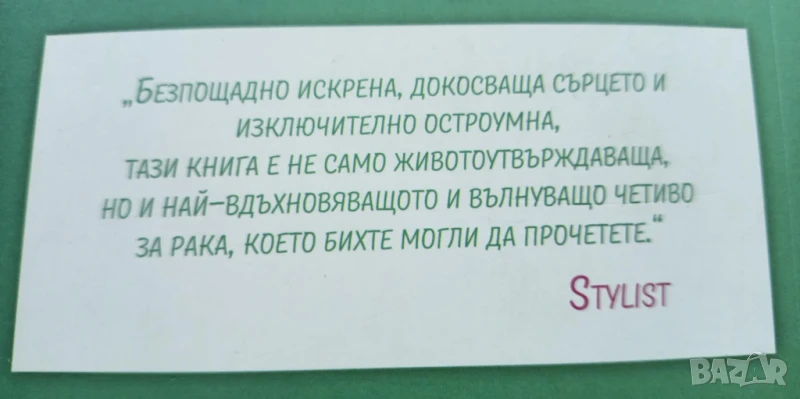 „Безпощадно искрена, докосваща сърцето и
изключително остроумна,
тази книга е не само животоутвърждаваща,
но и най-вдъхновяващото и вълнуващо четиво
за рака, което бихте могли да прочетете.“
Stylist
BAZAR